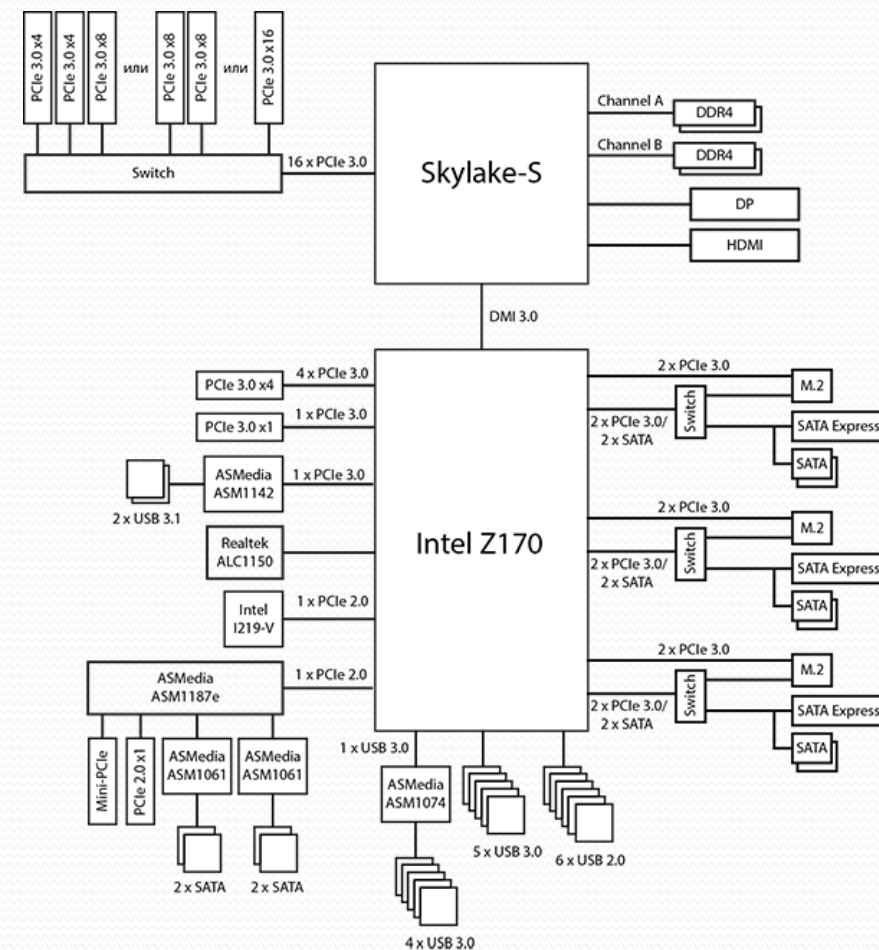 PCIe 3.0 x4
PCIe 3.0 x4
PCIe 3.0 x8
или
PCIe 3.0 x8
PCIe 3.0 x8
или
PCIe 3.0 x16
Switch
16 x PCIe 3.0
Skylake-S
Channel A
DDR4
Channel B
DDR4
DP
HDMI
DMI 3.0
Intel Z170
PCIe 3.0 x4
4 x PCIe 3.0
PCIe 3.0 x1
1 x PCIe 3.0
2 x USB 3.1
ASMedia
ASM1142
1 x PCIe 3.0
Realtek
ALC1150
Intel
I219-V
1 x PCIe 2.0
ASMedia
ASM1187e
1 x PCIe 2.0
Mini-PCIe
PCIe 2.0 x1
ASMedia
ASM1061
ASMedia
ASM1061
2 x SATA
2 x SATA
1 x USB 3.0
ASMedia
ASM1074
4 x USB 3.0
5 x USB 3.0
6 x USB 2.0
2 x PCIe 3.0
M.2
2 x PCIe 3.0/
2 x SATA
Switch
SATA Express
SATA
2 x PCIe 3.0
M.2
2 x PCIe 3.0/
2 x SATA
Switch
SATA Express
SATA
2 x PCIe 3.0
M.2
2 x PCIe 3.0/
2 x SATA
Switch
SATA Express
SATA